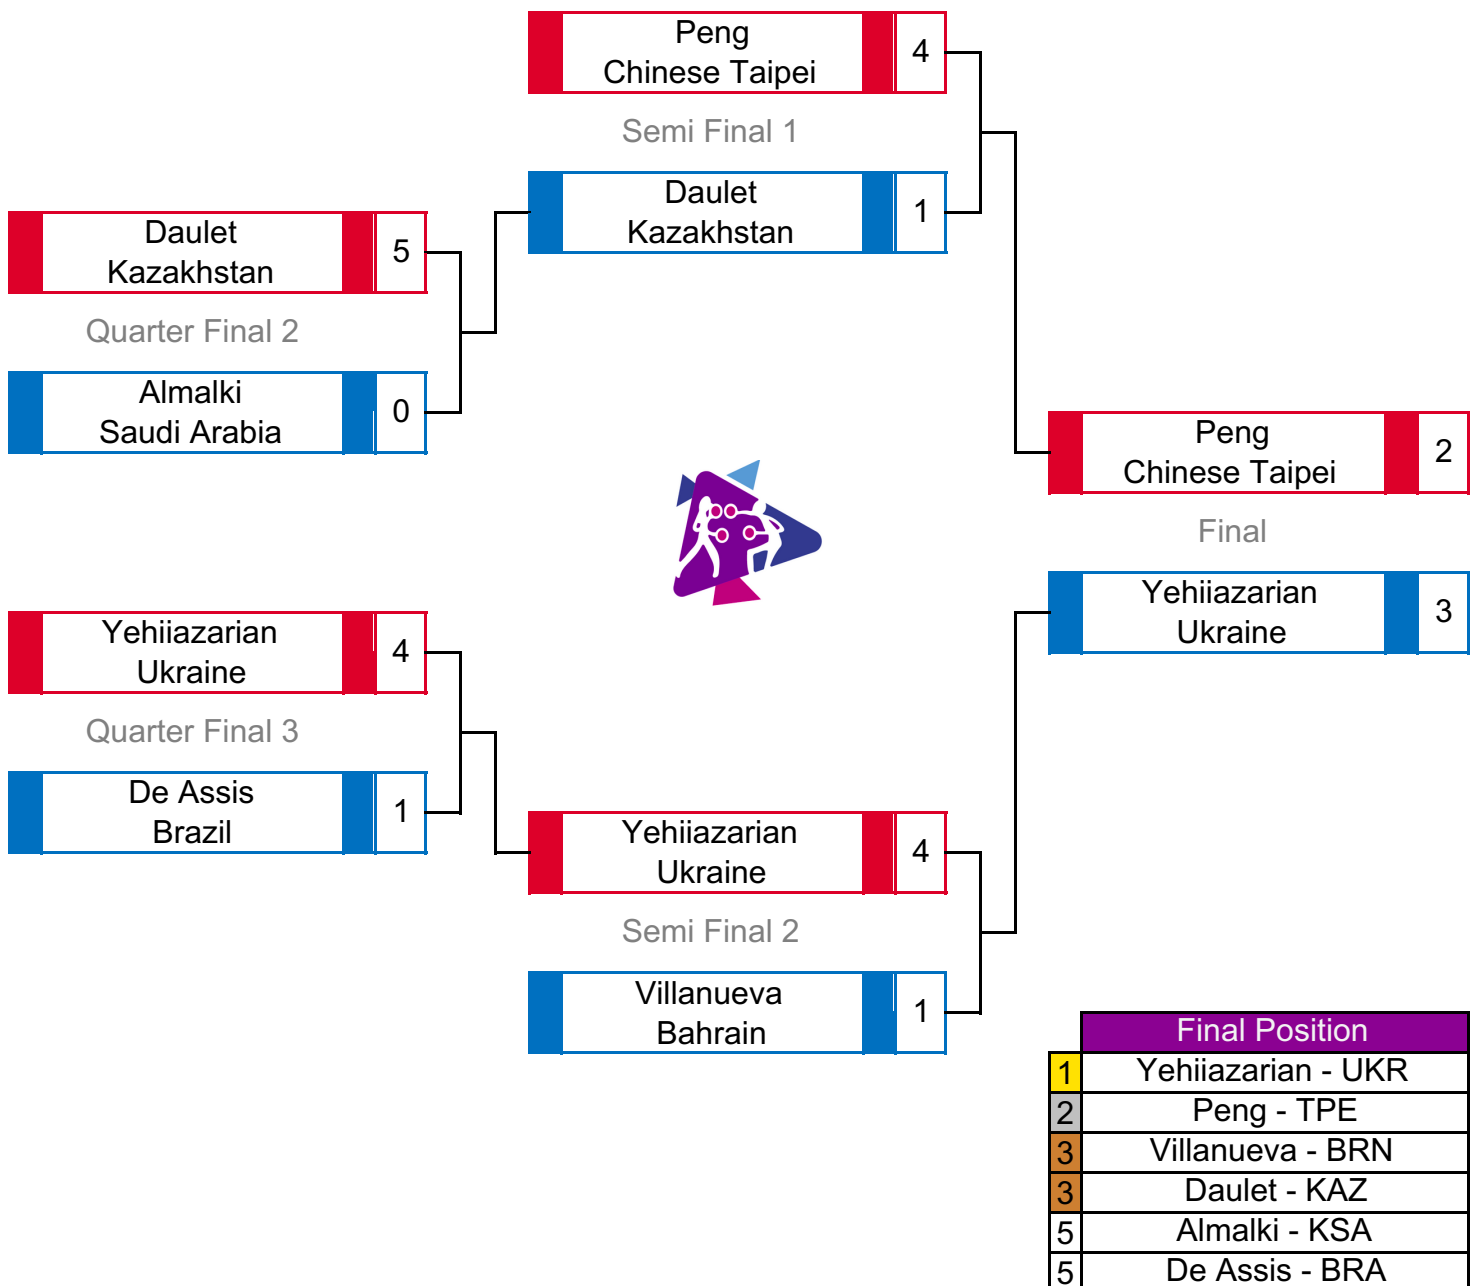 Peng
Chinese Taipei
4
Semi Final 1
Daulet
Kazakhstan
1
Daulet
Kazakhstan
5
Quarter Final 2
Almalki
Saudi Arabia
0
Peng
Chinese Taipei
2
Final
Yehiiazarian
Ukraine
3
Yehiiazarian
Ukraine
4
Quarter Final 3
De Assis
Brazil
1
Yehiiazarian
Ukraine
4
Semi Final 2
Villanueva
Bahrain
1
Final Position
1 Yehiiazarian - UKR
2 Peng - TPE
3 Villanueva - BRN
3 Daulet - KAZ
5 Almalki - KSA
5 De Assis - BRA